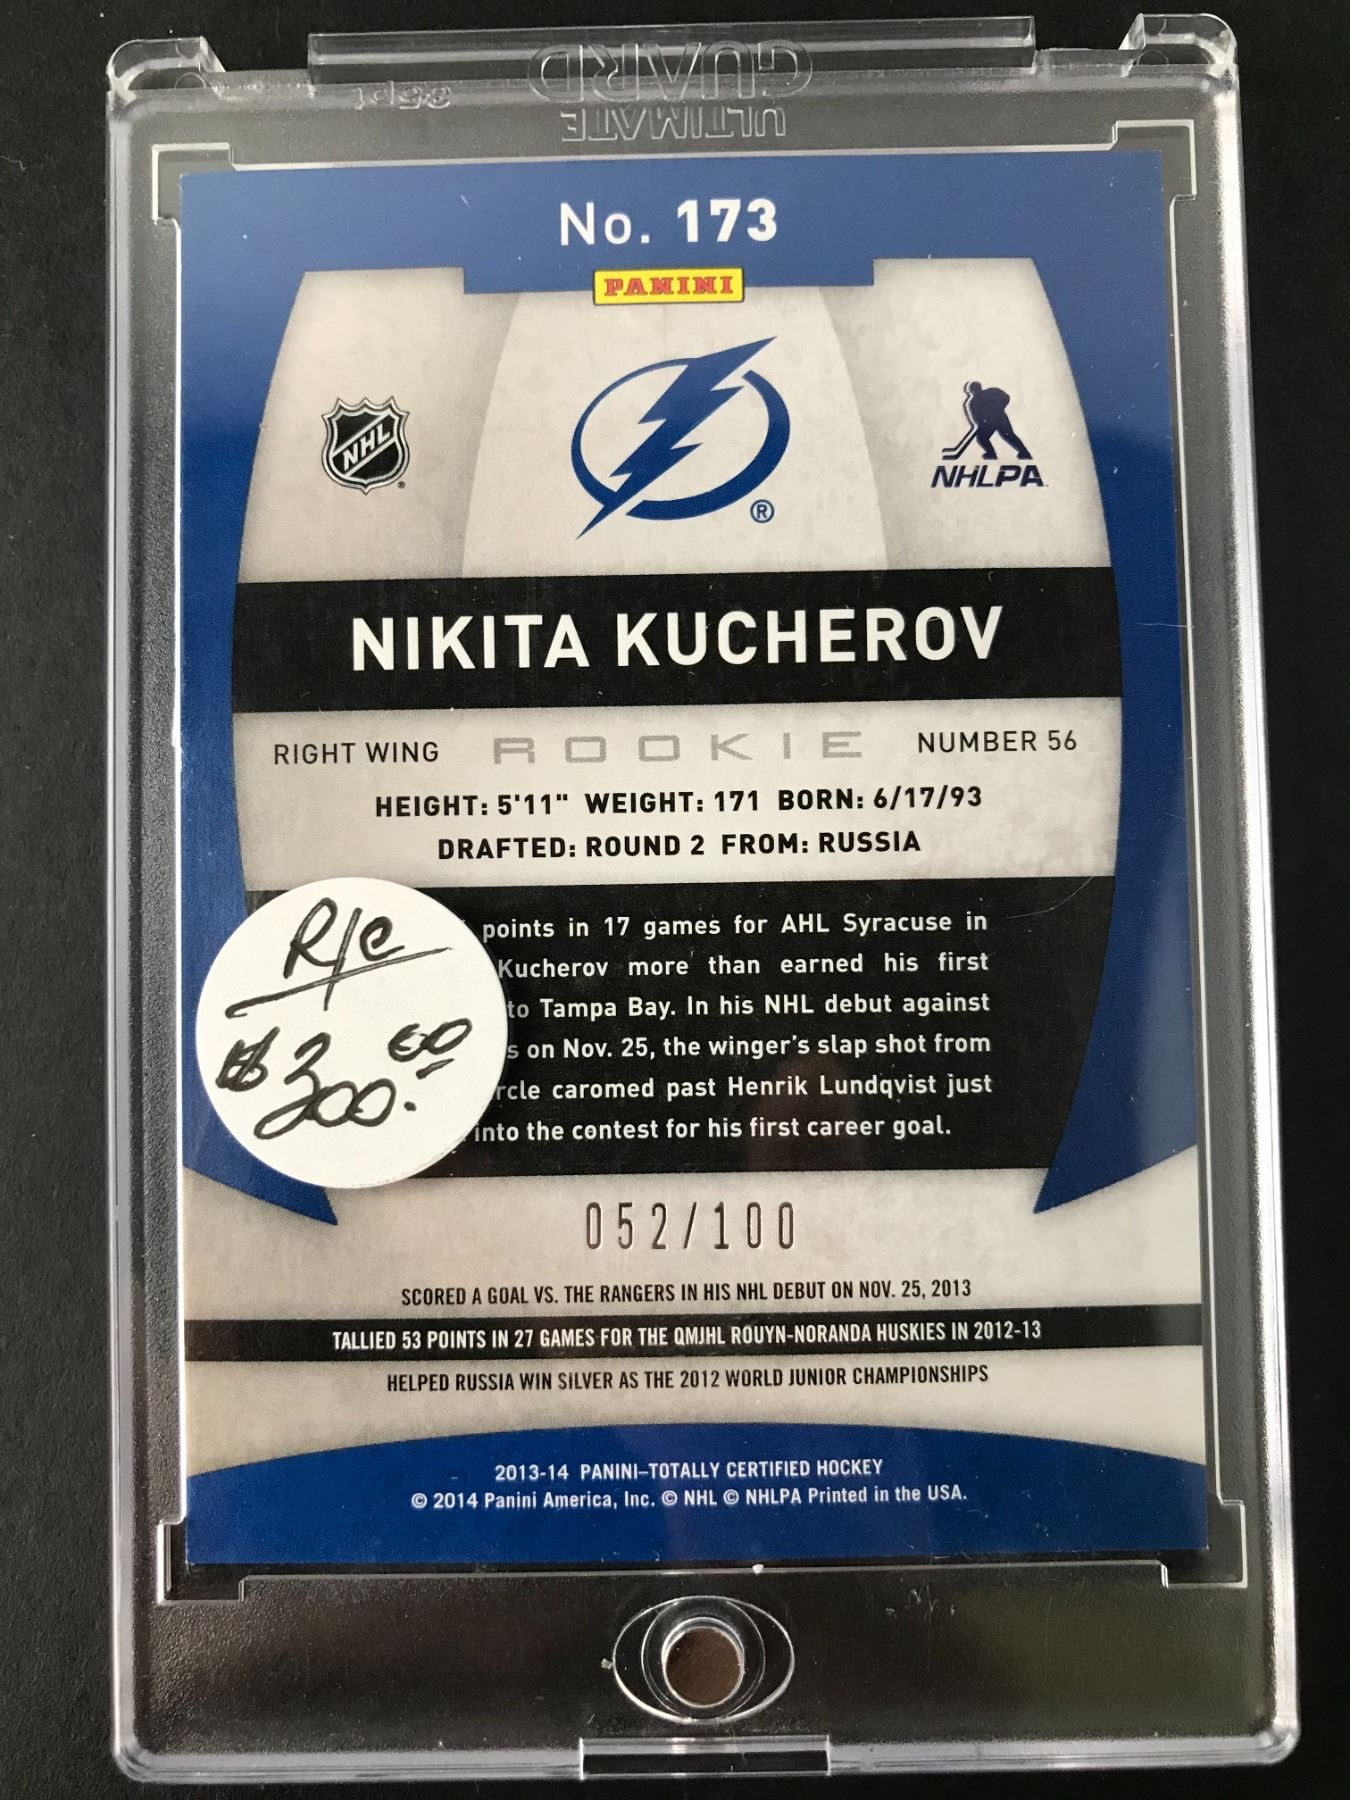 ULTIMATE
GUARD
35pt
No. 173
PANINI
NHL
®
NHLPA
NIKITA KUCHEROV
RIGHT WING ROOKIE NUMBER 56
HEIGHT: 5'11" WEIGHT: 171 BORN: 6/17/93
DRAFTED: ROUND 2 FROM: RUSSIA
R/C
$300.00
points in 17 games for AHL Syracuse in
Kucherov more than earned his first
to Tampa Bay. In his NHL debut against
s on Nov. 25, the winger's slap shot from
rcle caromed past Henrik Lundqvist just
into the contest for his first career goal.
052/100
SCORED A GOAL VS. THE RANGERS IN HIS NHL DEBUT ON NOV. 25, 2013
TALLIED 53 POINTS IN 27 GAMES FOR THE QMJHL ROUYN-NORANDA HUSKIES IN 2012-13
HELPED RUSSIA WIN SILVER AS THE 2012 WORLD JUNIOR CHAMPIONSHIPS
2013-14 PANINI–TOTALLY CERTIFIED HOCKEY
© 2014 Panini America, Inc. © NHL © NHLPA Printed in the USA.